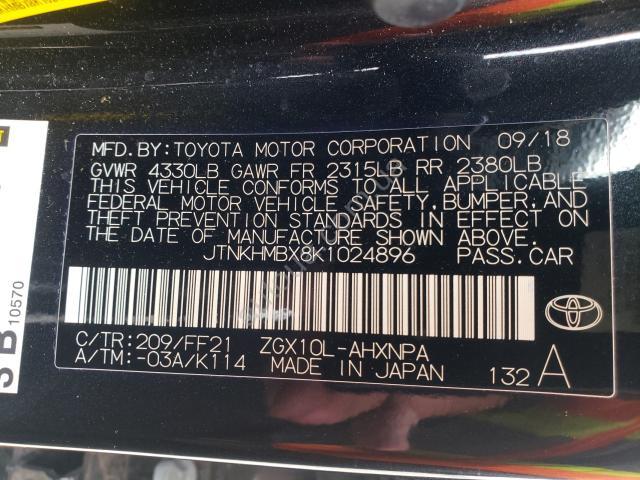 MFD.BY:TOYOTA MOTOR CORPORATION 09/18
GVWR 4330LB GAWR FR 2315LB RR 2380LB
THIS VEHICLE CONFORMS TO ALL APPLICABLE
FEDERAL MOTOR VEHICLE SAFETY,BUMPER,AND
THEFT PREVENTION STANDARDS IN EFFECT ON
THE DATE OF MANUFACTURE SHOWN ABOVE.
JTNKHMBX8K1024896 PASS.CAR
C/TR:209/FF21 ZGX10L-AHXNPA
A/TM:-03A/K114 MADE IN JAPAN 132 A
10570